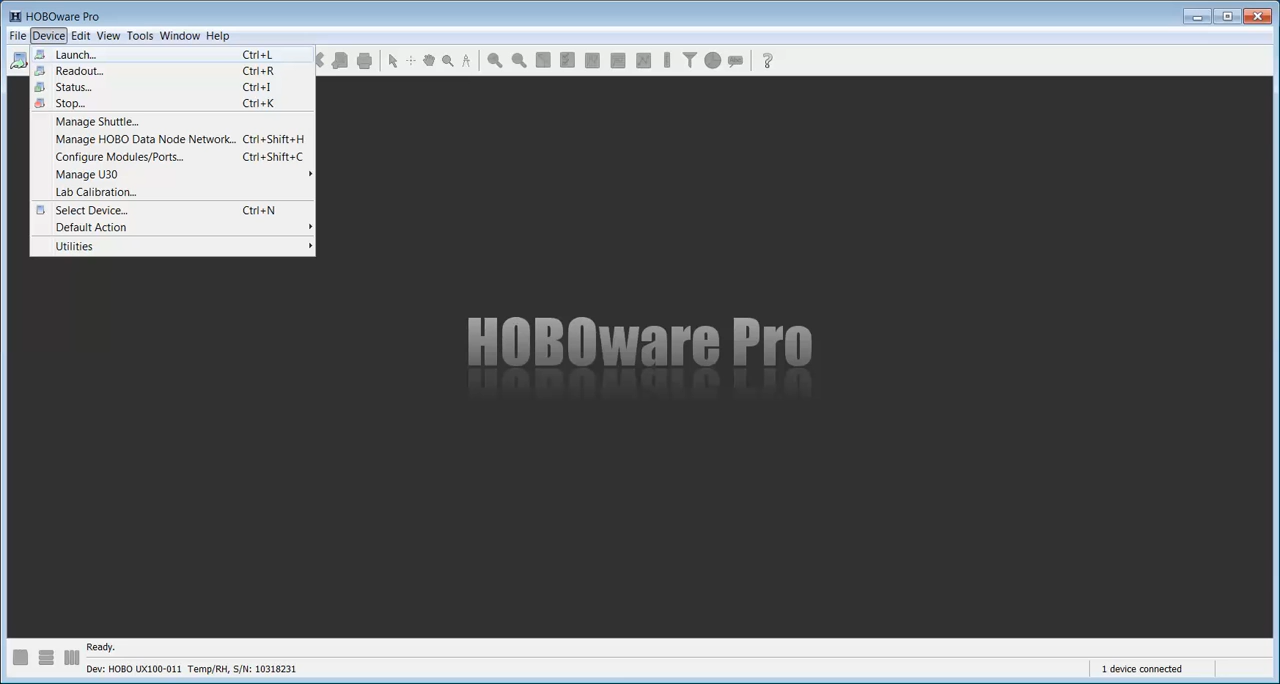 HOBOware Pro
File Device Edit View Tools Window Help
Launch... Ctrl+L
Readout... Ctrl+R
Status... Ctrl+I
Stop... Ctrl+K
Manage Shuttle...
Manage HOBO Data Node Network... Ctrl+Shift+H
Configure Modules/Ports... Ctrl+Shift+C
Manage U30
Lab Calibration...
Select Device... Ctrl+N
Default Action
Utilities
HOBOware Pro
Ready.
Dev: HOBO UX100-011 Temp/RH, S/N: 10318231 1 device connected